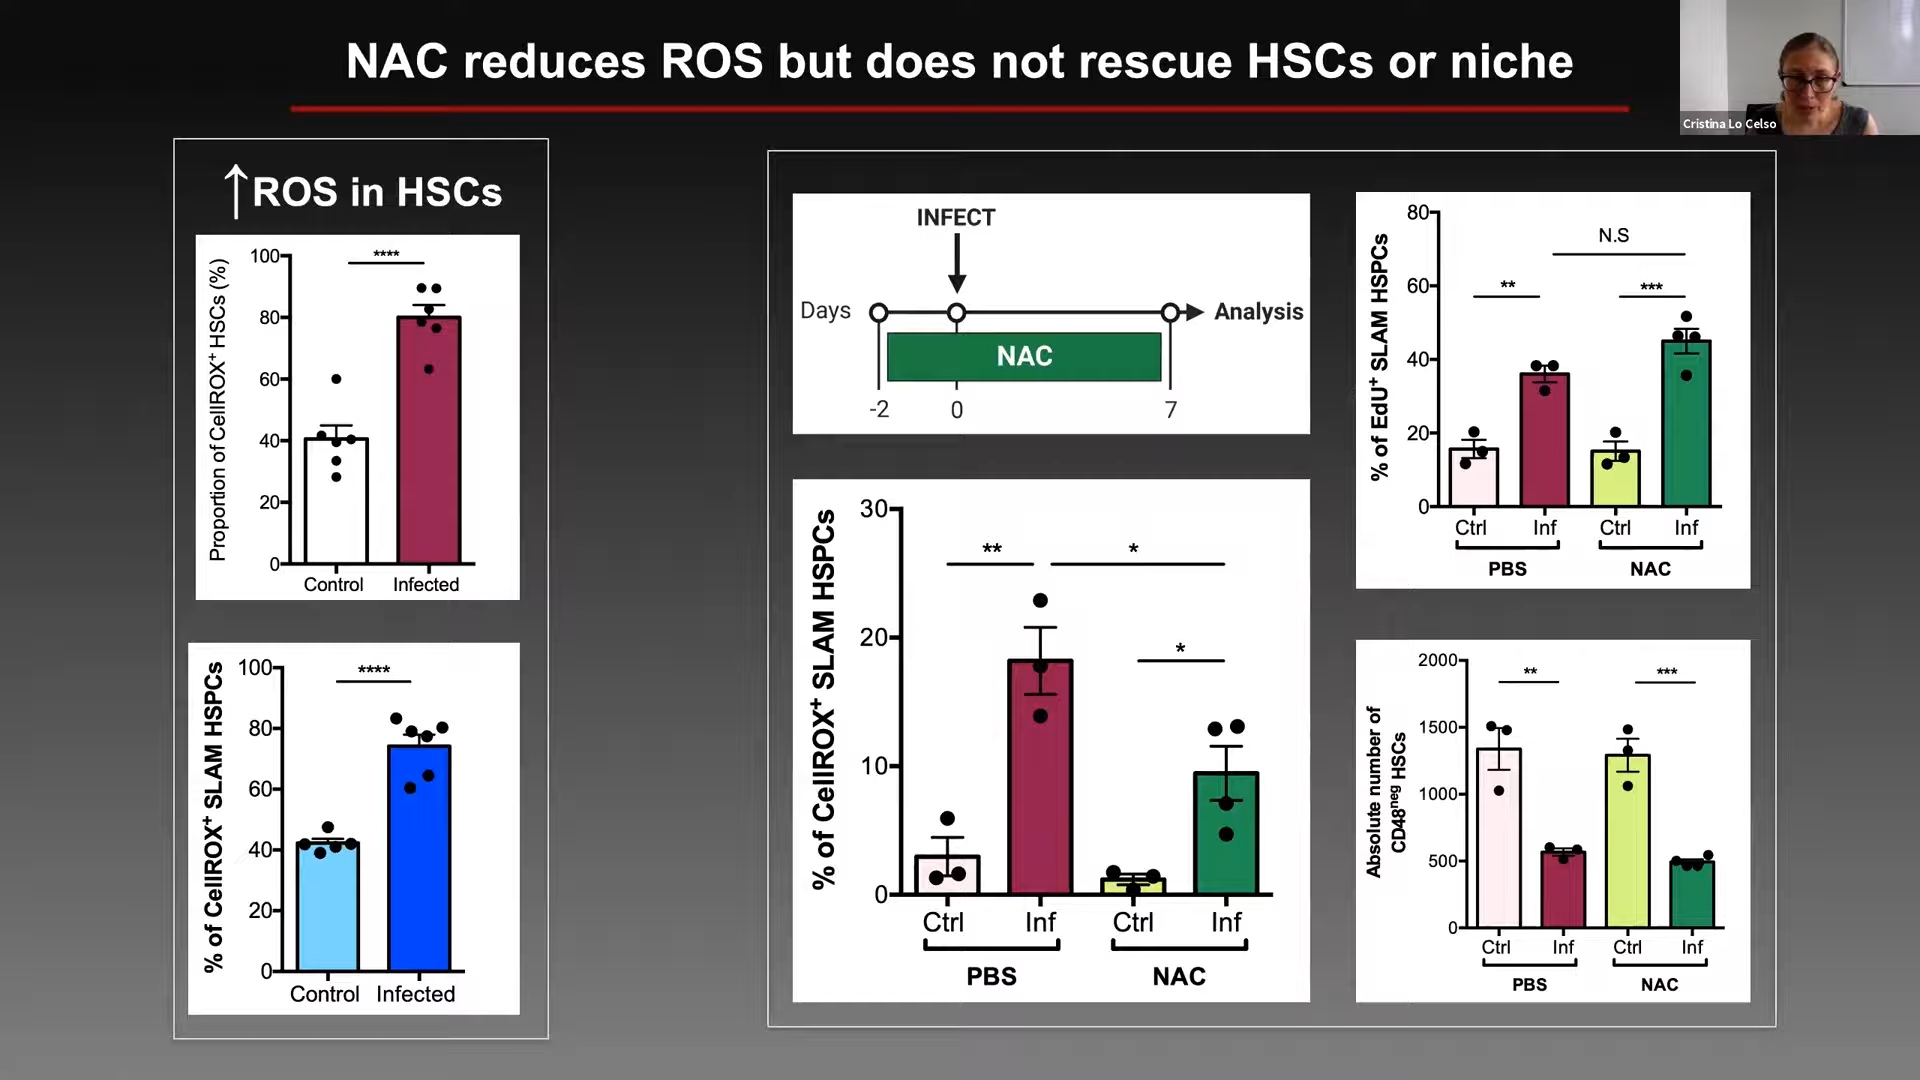 NAC reduces ROS but does not rescue HSCs or niche
Cristina Lo Celso
↑ROS in HSCs
Proportion of CellROX⁺ HSCs (%)
100
80
60
40
20
0
****
Control
Infected
% of CellROX⁺ SLAM HSPCs
100
80
60
40
20
0
****
Control
Infected
INFECT
Days
Analysis
NAC
-2
0
7
% of CellROX⁺ SLAM HSPCs
30
20
10
0
**
*
*
Ctrl
Inf
Ctrl
Inf
PBS
NAC
% of EdU⁺ SLAM HSPCs
80
60
40
20
0
N.S
**
***
Ctrl
Inf
Ctrl
Inf
PBS
NAC
Absolute number of
CD48ⁿᵉᵍ HSCs
2000
1500
1000
500
0
**
***
Ctrl
Inf
Ctrl
Inf
PBS
NAC